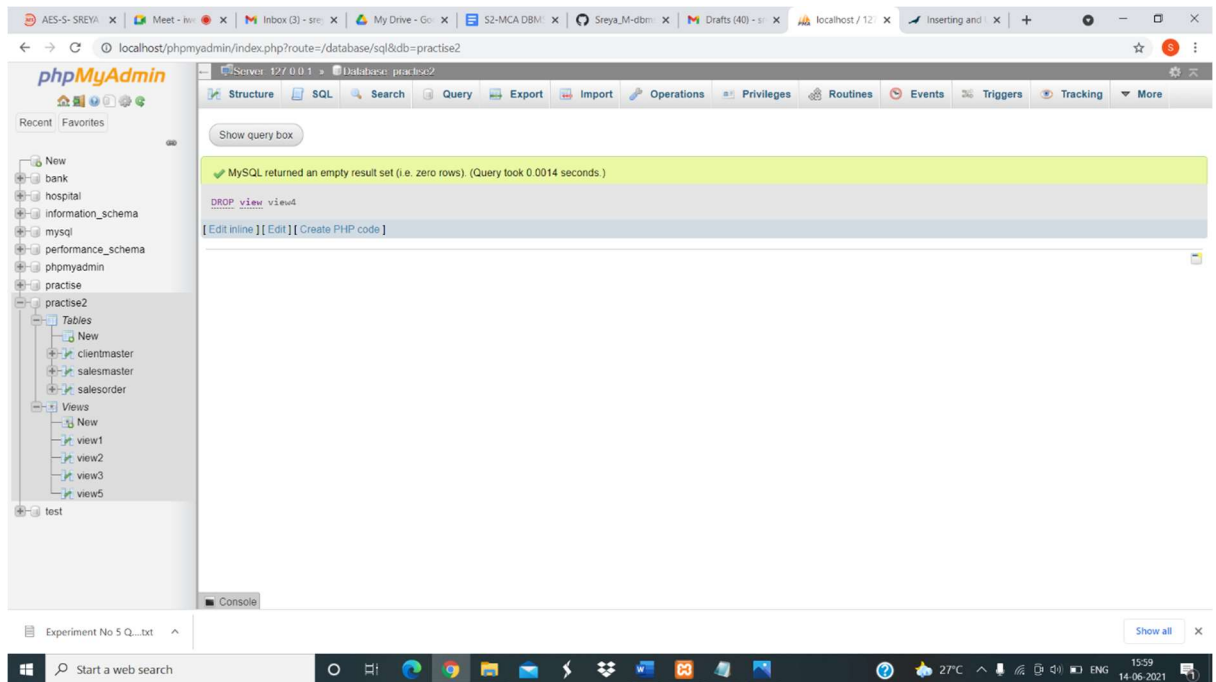 AES-S- SREYA Meet - iw Inbox (3) - srey My Drive - Goo S2-MCA DBMS Sreya_M-dbm Drafts (40) - s localhost / 127 Inserting and U
localhost/phpmyadmin/index.php?route=/database/sql&db=practise2 S
phpMyAdmin
Recent Favorites
New
bank
hospital
information_schema
mysql
performance_schema
phpmyadmin
practise
practise2
Tables
New
clientmaster
salesmaster
salesorder
Views
New
view1
view2
view3
view5
test
Server: 127.0.0.1 » Database: practise2
Structure SQL Search Query Export Import Operations Privileges Routines Events Triggers Tracking More
Show query box
MySQL returned an empty result set (i.e. zero rows). (Query took 0.0014 seconds.)
DROP view view4
[ Edit inline ] [ Edit ] [ Create PHP code ]
Console
Experiment No 5 Q....txt Show all
Start a web search 27°C ENG 15:59
14-06-2021